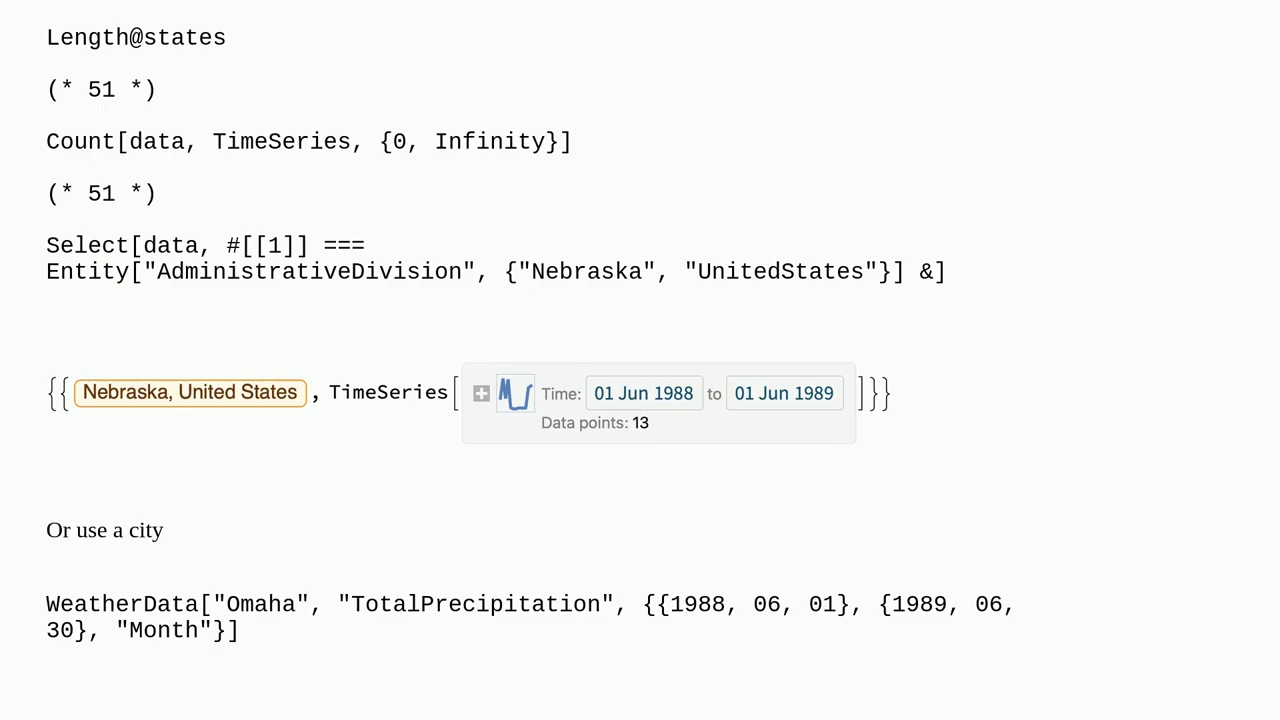 Length@states
(* 51 *)
Count[data, TimeSeries, {0, Infinity}]
(* 51 *)
Select[data, #[[1]] ===
Entity["AdministrativeDivision", {"Nebraska", "UnitedStates"}] &]
{{Nebraska, United States, TimeSeries[Time: 01 Jun 1988 to 01 Jun 1989]}}
Data points: 13
Or use a city
WeatherData["Omaha", "TotalPrecipitation", {{1988, 06, 01}, {1989, 06,
30}, "Month"}]